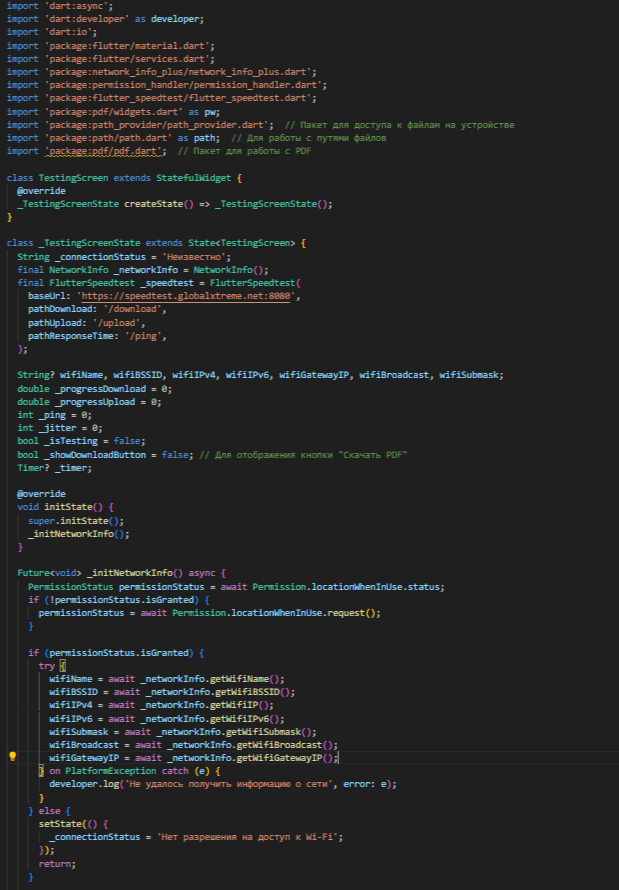 import 'dart:async';
import 'dart:developer' as developer;
import 'dart:io';
import 'package:flutter/material.dart';
import 'package:flutter/services.dart';
import 'package:network_info_plus/network_info_plus.dart';
import 'package:permission_handler/permission_handler.dart';
import 'package:flutter_speedtest/flutter_speedtest.dart';
import 'package:pdf/widgets.dart' as pw;
import 'package:path_provider/path_provider.dart';  // Пакет для доступа к файлам на устройстве
import 'package:path/path.dart' as path;  // Для работы с путями файлов
import 'package:pdf/pdf.dart';  // Пакет для работы с PDF

class TestingScreen extends StatefulWidget {
  @override
  _TestingScreenState createState() => _TestingScreenState();
}

class _TestingScreenState extends State<TestingScreen> {
  String _connectionStatus = 'Неизвестно';
  final NetworkInfo _networkInfo = NetworkInfo();
  final FlutterSpeedtest _speedtest = FlutterSpeedtest(
    baseUrl: 'https://speedtest.globalxtreme.net:8080',
    pathDownload: '/download',
    pathUpload: '/upload',
    pathResponseTime: '/ping',
  );

  String? wifiName, wifiBSSID, wifiIPv4, wifiIPv6, wifiGatewayIP, wifiBroadcast, wifiSubmask;
  double _progressDownload = 0;
  double _progressUpload = 0;
  int _ping = 0;
  int _jitter = 0;
  bool _isTesting = false;
  bool _showDownloadButton = false; // Для отображения кнопки "Скачать PDF"
  Timer? _timer;

  @override
  void initState() {
    super.initState();
    _initNetworkInfo();
  }

  Future<void> _initNetworkInfo() async {
    PermissionStatus permissionStatus = await Permission.locationWhenInUse.status;
    if (!permissionStatus.isGranted) {
      permissionStatus = await Permission.locationWhenInUse.request();
    }

    if (permissionStatus.isGranted) {
      try {
        wifiName = await _networkInfo.getWifiName();
        wifiBSSID = await _networkInfo.getWifiBSSID();
        wifiIPv4 = await _networkInfo.getWifiIP();
        wifiIPv6 = await _networkInfo.getWifiIPv6();
        wifiSubmask = await _networkInfo.getWifiSubmask();
        wifiBroadcast = await _networkInfo.getWifiBroadcast();
        wifiGatewayIP = await _networkInfo.getWifiGatewayIP();
      } on PlatformException catch (e) {
        developer.log('Не удалось получить информацию о сети', error: e);
      }
    } else {
      setState(() {
        _connectionStatus = 'Нет разрешения на доступ к Wi-Fi';
      });
      return;
    }